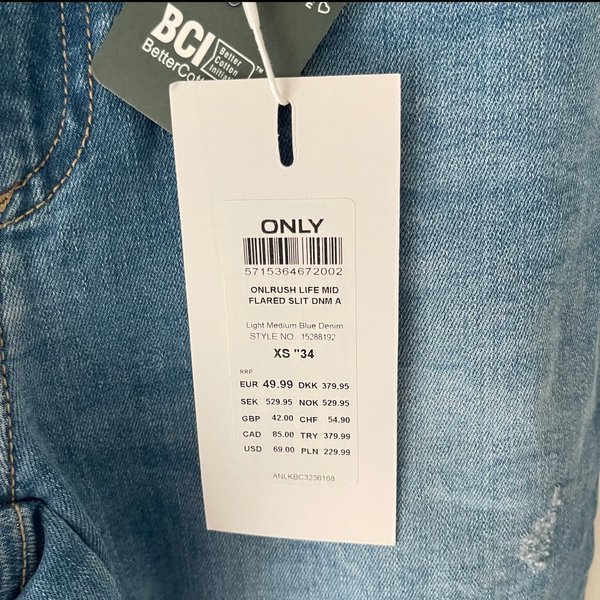 BCI
Better
Cotton
Initiative™
BetterCotton
ONLY
5715364672002
ONLRUSH LIFE MID
FLARED SLIT DNM A
Light Medium Blue Denim
STYLE NO. 15288192
XS "34
RRP
EUR 49.99 DKK 379.95
SEK 529.95 NOK 529.95
GBP 42.00 CHF 54.90
CAD 85.00 TRY 379.99
USD 69.00 PLN 229.99
ANLKBC3236168